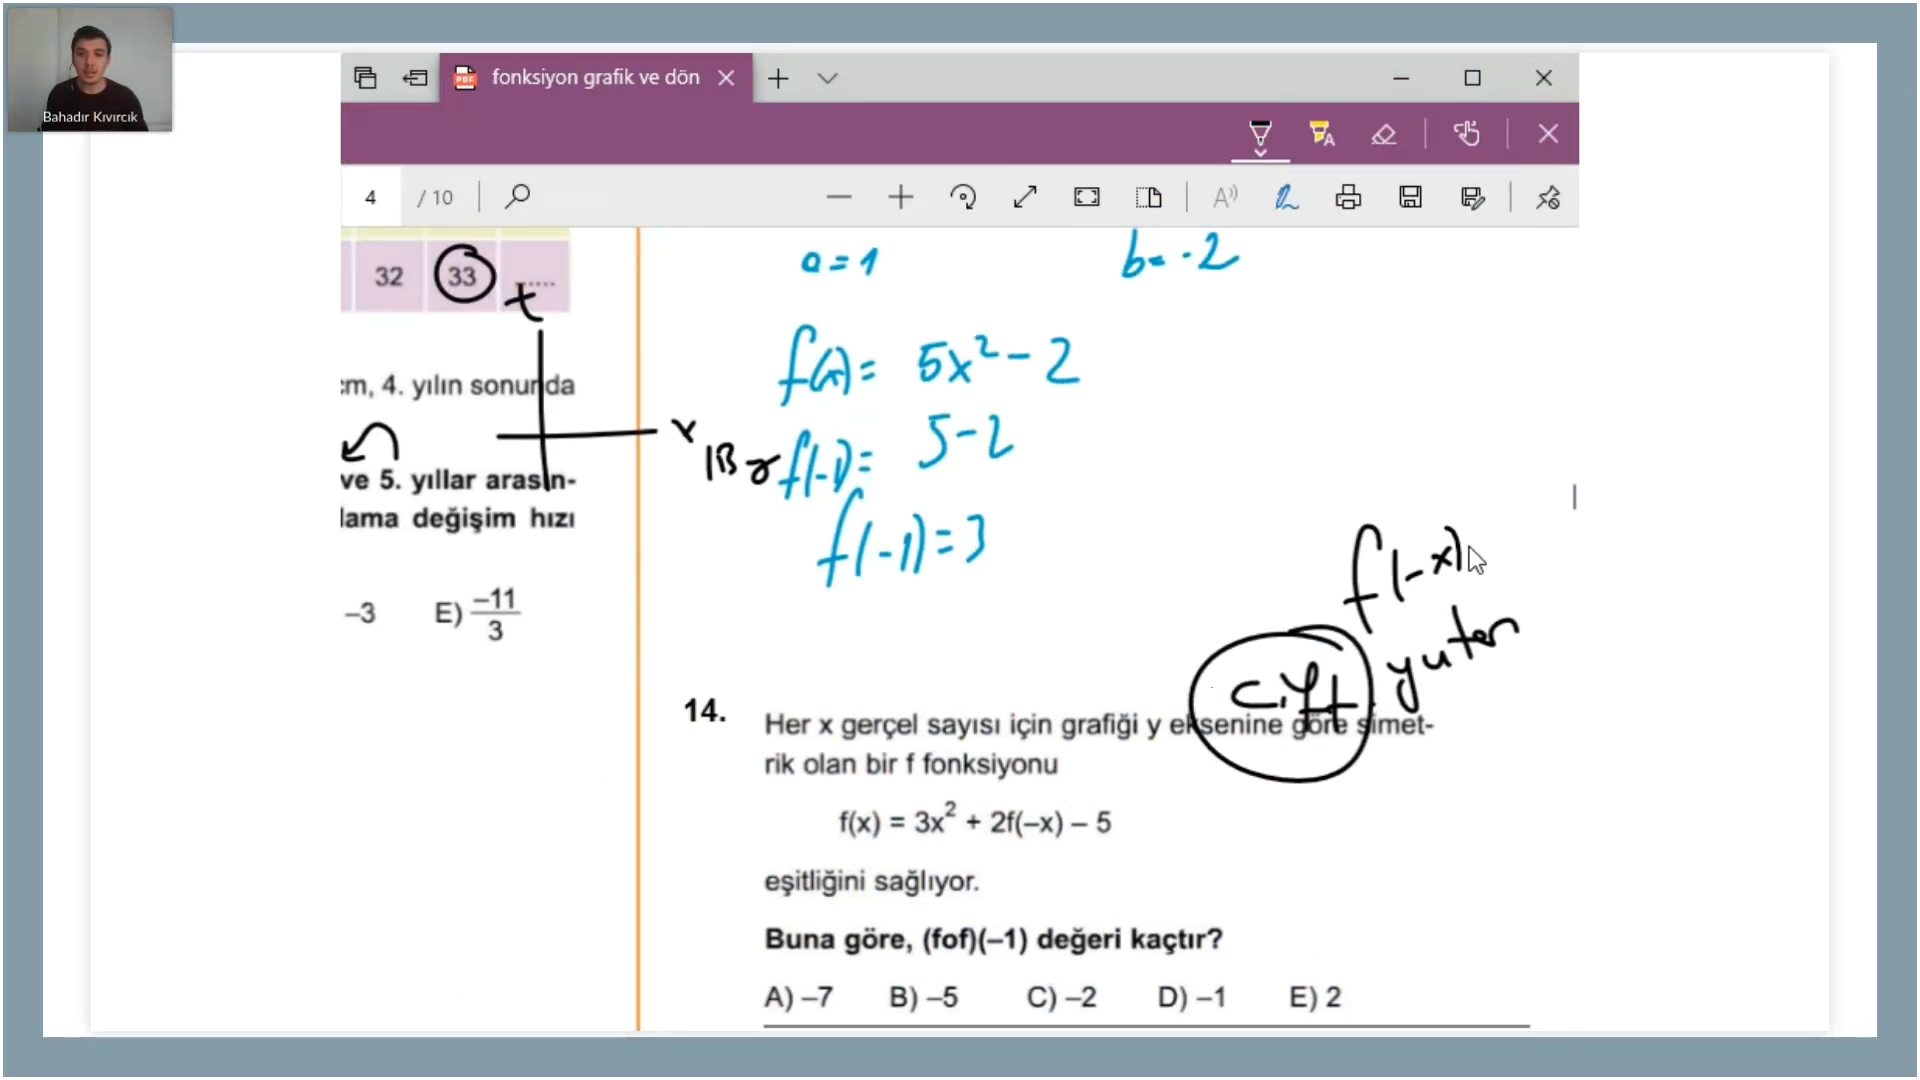 Bahadır Kıvırcık
fonksiyon grafik ve dön
4 / 10
32 33 ......
t
cm, 4. yılın sonunda
x
ve 5. yıllar arasın-
lama değişim hızı
–3 E) –11/3
a = 1 b = -2
f(x) = 5x² - 2
f(-1) = 5 - 2
f(-1) = 3
f(-x)
çift yutar
14.
Her x gerçel sayısı için grafiği y eksenine göre simet-
rik olan bir f fonksiyonu
f(x) = 3x² + 2f(–x) – 5
eşitliğini sağlıyor.
Buna göre, (fof)(–1) değeri kaçtır?
A) –7 B) –5 C) –2 D) –1 E) 2